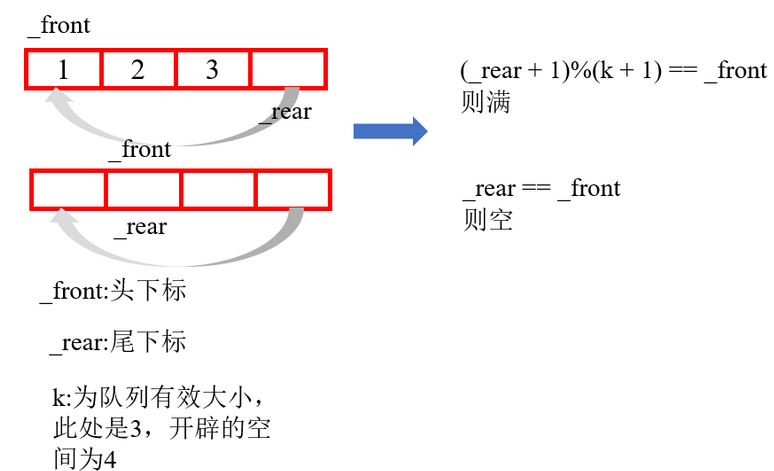 _front
1 2 3
_rear
_front
_rear
_front:头下标
_rear:尾下标
k:为队列有效大小，
此处是3，开辟的空
间为4
(_rear + 1)%(k + 1) == _front
则满
_rear == _front
则空